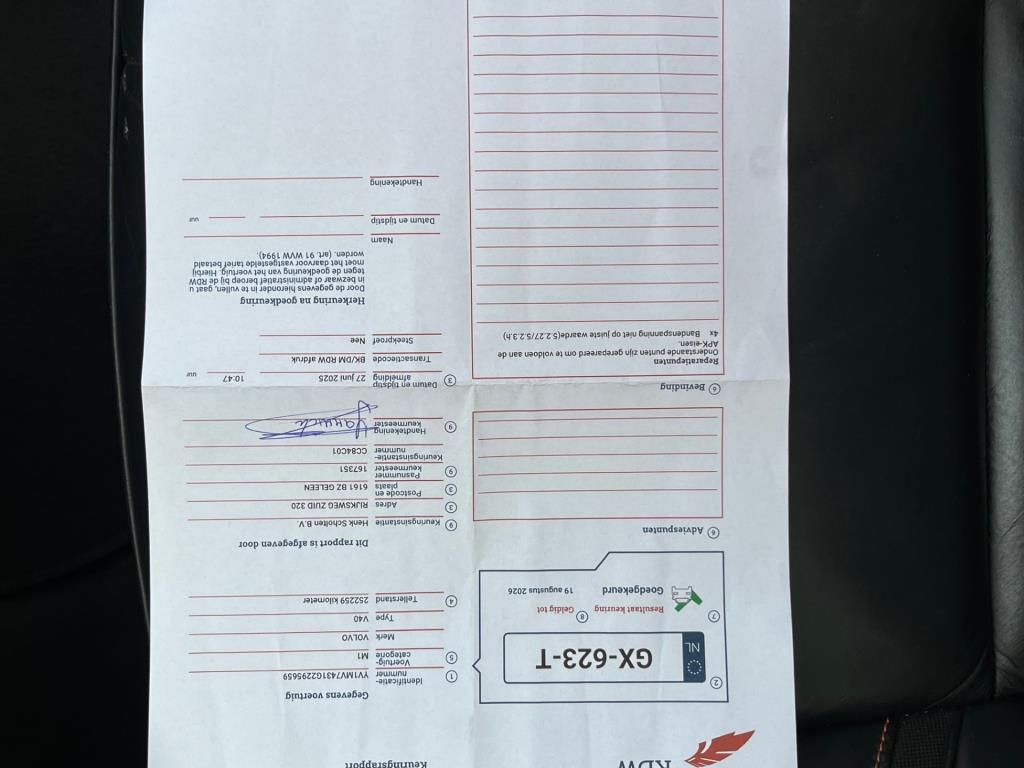 RDW
Keuringsrapport
2
NL
GX-623-T
7
Resultaat keuring
Goedgekeurd
8
Geldig tot
19 augustus 2026
6 Adviespunten
6 Bevinding
Reparatiepunten
Onderstaande punten zijn gerepareerd om te voldoen aan de
APK-eisen.
4x Bandenspanning niet op juiste waarde(5.2.27/5.2.3.h)
Gegevens voertuig
1 Identificatie-
nummer YV1MV7431G2295659
5 Voertuig-
categorie M1
Merk VOLVO
Type V40
4 Tellerstand 252259 kilometer
Dit rapport is afgegeven door
9 Keuringsinstantie Henk Scholten B.V.
3 Adres RIJKSWEG ZUID 320
3 Postcode en
plaats 6161 BZ GELEEN
9 Pasnummer
keurmeester 167351
Keuringsinstantie-
nummer CC84C01
9 Handtekening
keurmeester
3 Datum en tijdstip
afmelding 27 juni 2025 10:47 uur
Transactiecode BK/DM RDW afdruk
Steekproef Nee
Herkeuring na goedkeuring
Door de gegevens hieronder in te vullen, gaat u
in bezwaar of administratief beroep bij de RDW
tegen de goedkeuring van het voertuig. Hierbij
moet het daarvoor vastgestelde tarief betaald
worden. (art. 91 WVW 1994).
Naam
Datum en tijdstip uur
Handtekening